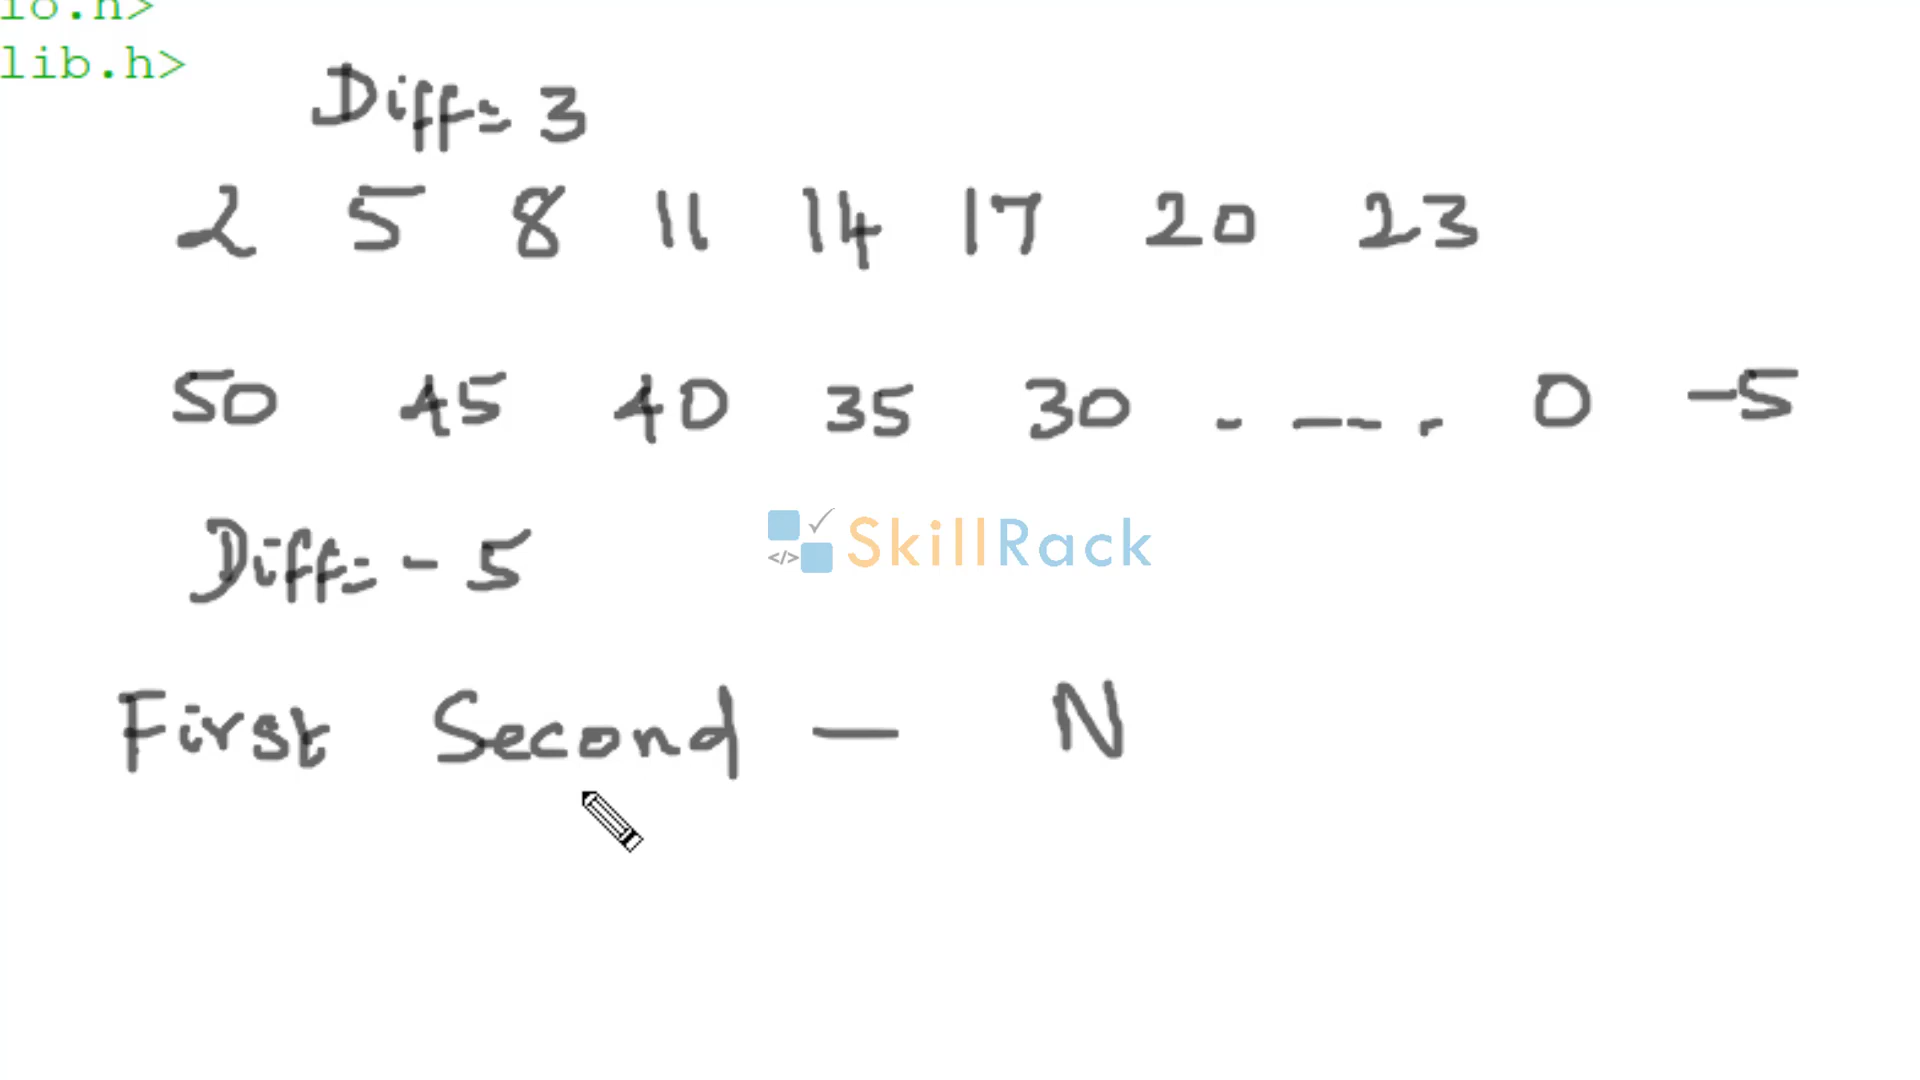 io.h>
lib.h>
Diff= 3
2 5 8 11 14 17 20 23
50 45 40 35 30 . --- . 0 -5
</> SkillRack
Diff= - 5
First Second — N